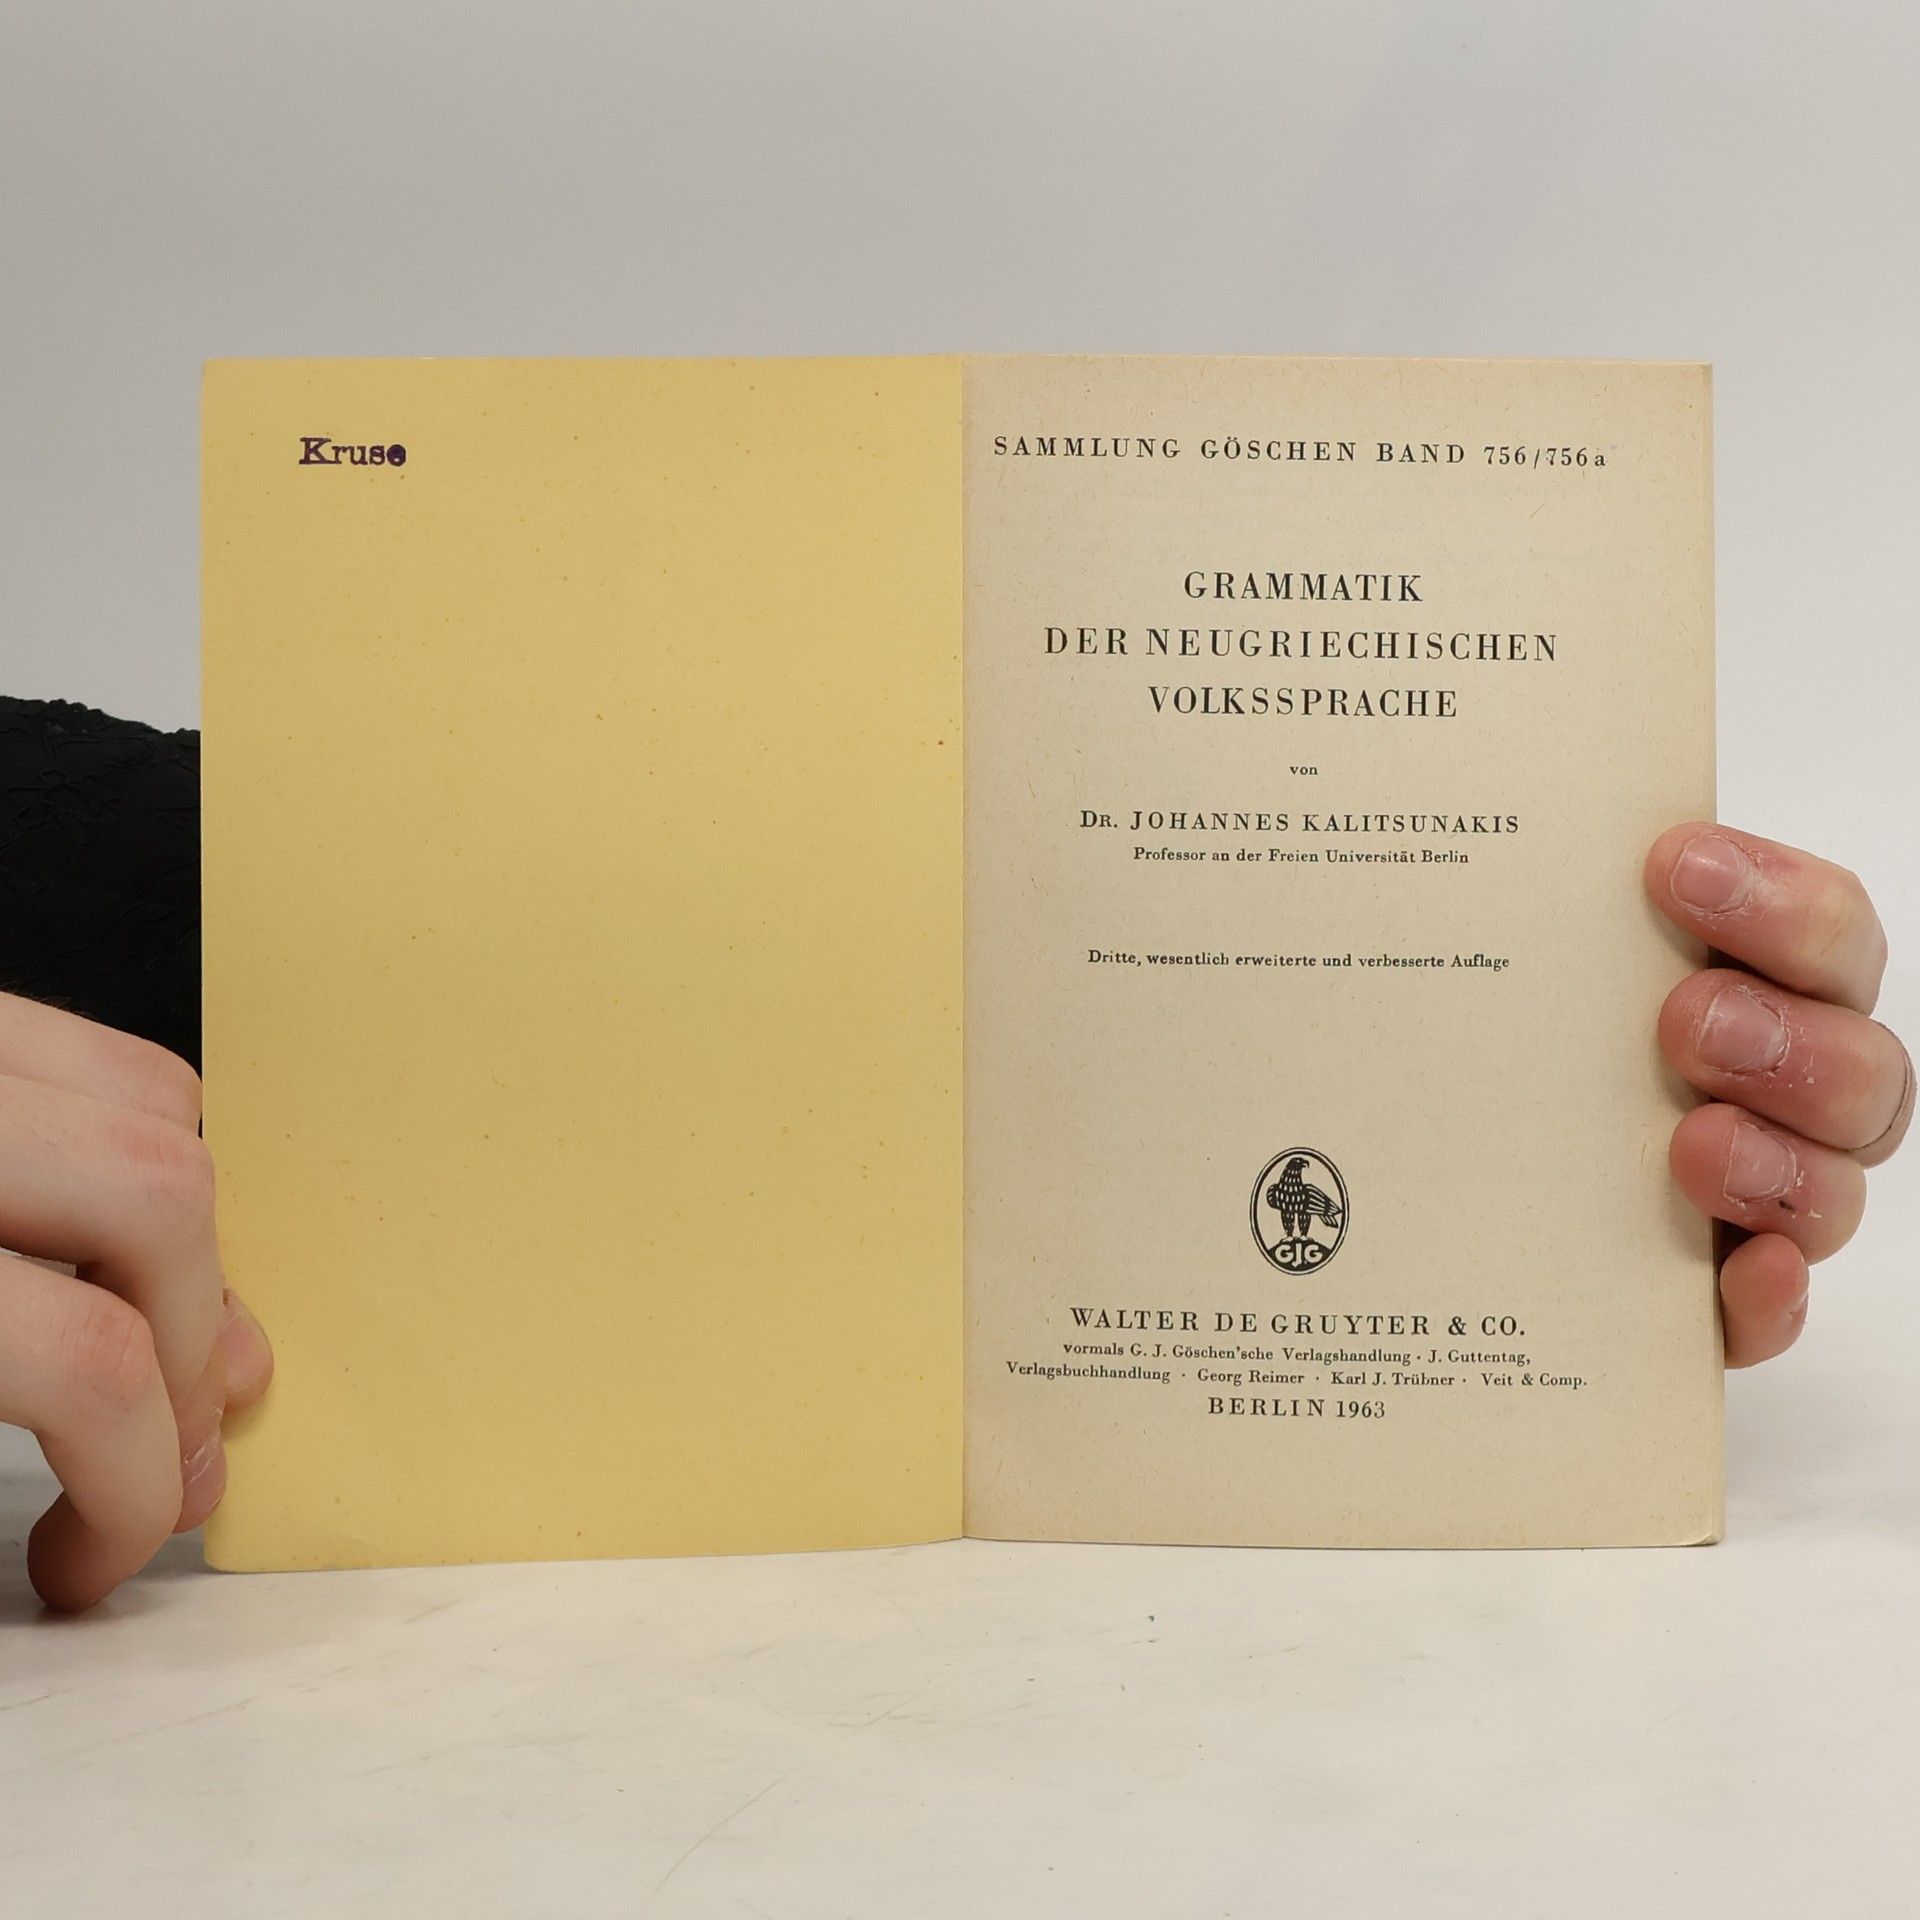 Kruse
SAMMLUNG GÖSCHEN BAND 756/756a
GRAMMATIK
DER NEUGRIECHISCHEN
VOLKSSPRACHE
von
DR. JOHANNES KALITSUNAKIS
Professor an der Freien Universität Berlin
Dritte, wesentlich erweiterte und verbesserte Auflage
GJG
WALTER DE GRUYTER & CO.
vormals G. J. Göschen'sche Verlagshandlung · J. Guttentag,
Verlagsbuchhandlung · Georg Reimer · Karl J. Trübner · Veit & Comp.
BERLIN 1963